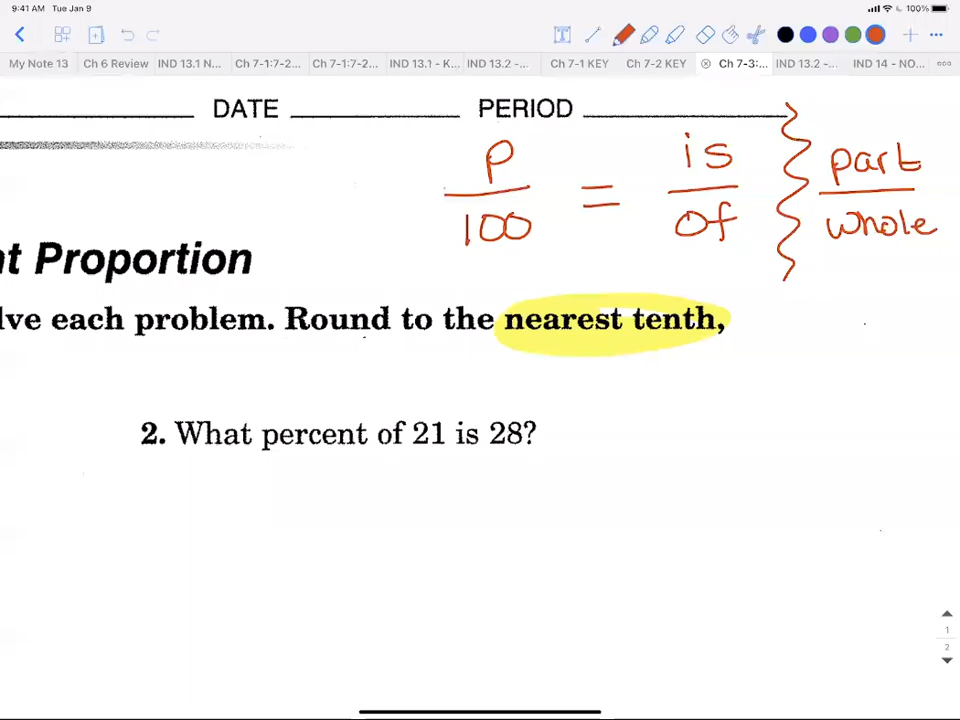 9:41 AM Tue Jan 9 100%
My Note 13 Ch 6 Review IND 13.1 N... Ch 7-1:7-2... Ch 7-1:7-2... IND 13.1 - K... IND 13.2 -... Ch 7-1 KEY Ch 7-2 KEY Ch 7-3:... IND 13.2 -... IND 14 - NO...
DATE PERIOD
P is part
100 = of whole
nt Proportion
lve each problem. Round to the nearest tenth,
2. What percent of 21 is 28?
1
2